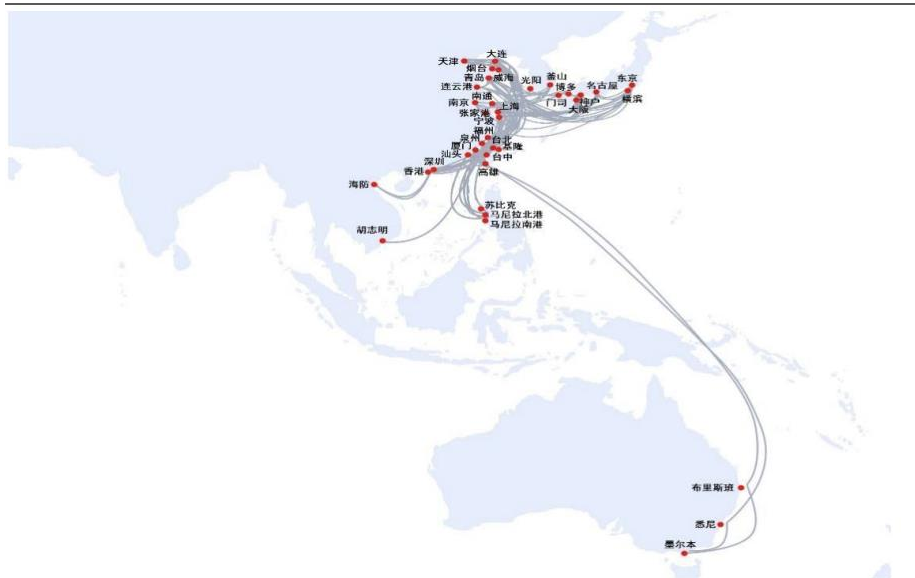 天津
大连
烟台
威海
青岛
连云港
光阳
釜山
博多
门司
神户
大阪
名古屋
东京
横滨
南通
南京
上海
张家港
宁波
福州
泉州
台北
厦门
基隆
汕头
台中
深圳
香港
高雄
海防
苏比克
马尼拉北港
马尼拉南港
胡志明
布里斯班
悉尼
墨尔本